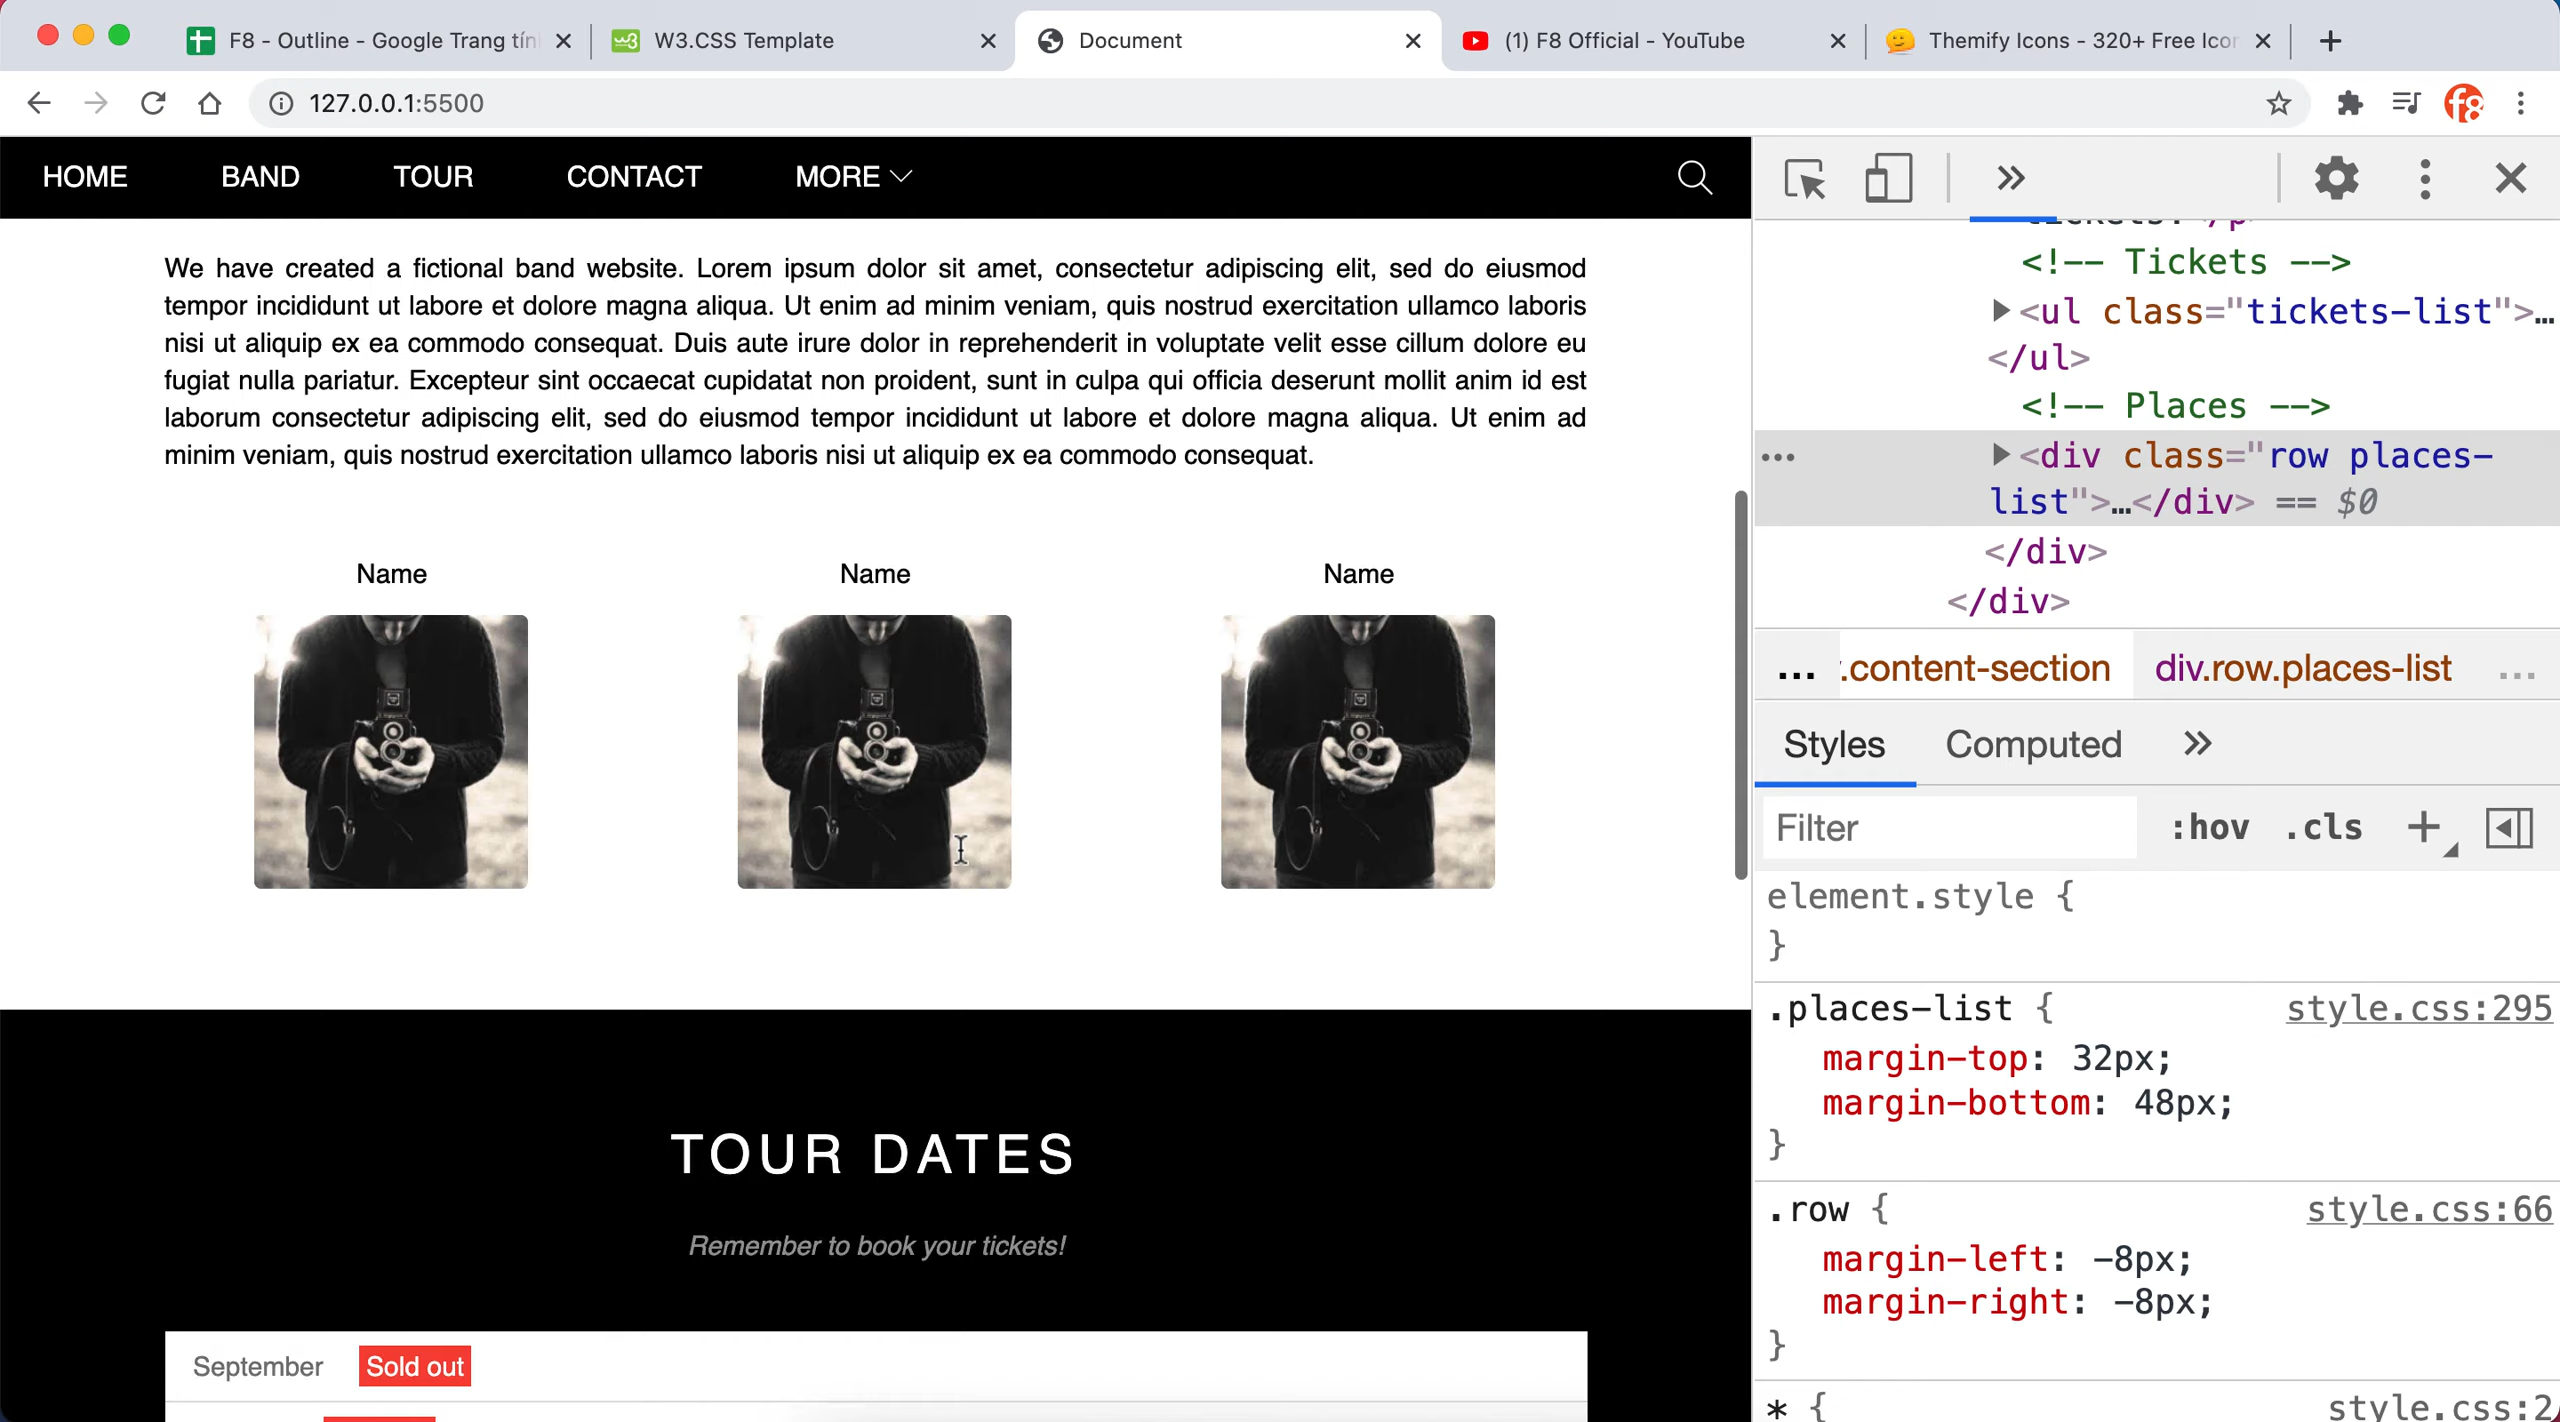 F8 - Outline - Google Trang tín
W3.CSS Template
Document
(1) F8 Official - YouTube
Themify Icons - 320+ Free Icon
127.0.0.1:5500
HOME BAND TOUR CONTACT MORE
We have created a fictional band website. Lorem ipsum dolor sit amet, consectetur adipiscing elit, sed do eiusmod
tempor incididunt ut labore et dolore magna aliqua. Ut enim ad minim veniam, quis nostrud exercitation ullamco laboris
nisi ut aliquip ex ea commodo consequat. Duis aute irure dolor in reprehenderit in voluptate velit esse cillum dolore eu
fugiat nulla pariatur. Excepteur sint occaecat cupidatat non proident, sunt in culpa qui officia deserunt mollit anim id est
laborum consectetur adipiscing elit, sed do eiusmod tempor incididunt ut labore et dolore magna aliqua. Ut enim ad
minim veniam, quis nostrud exercitation ullamco laboris nisi ut aliquip ex ea commodo consequat.
Name Name Name
TOUR DATES
Remember to book your tickets!
September Sold out
<!-- Tickets -->
<ul class="tickets-list">…
</ul>
<!-- Places -->
<div class="row places-
list">…</div> == $0
</div>
</div>
... .content-section div.row.places-list ...
Styles Computed
Filter :hov .cls
element.style {
}
.places-list { style.css:295
margin-top: 32px;
margin-bottom: 48px;
}
.row { style.css:66
margin-left: -8px;
margin-right: -8px;
}
* { style.css:2